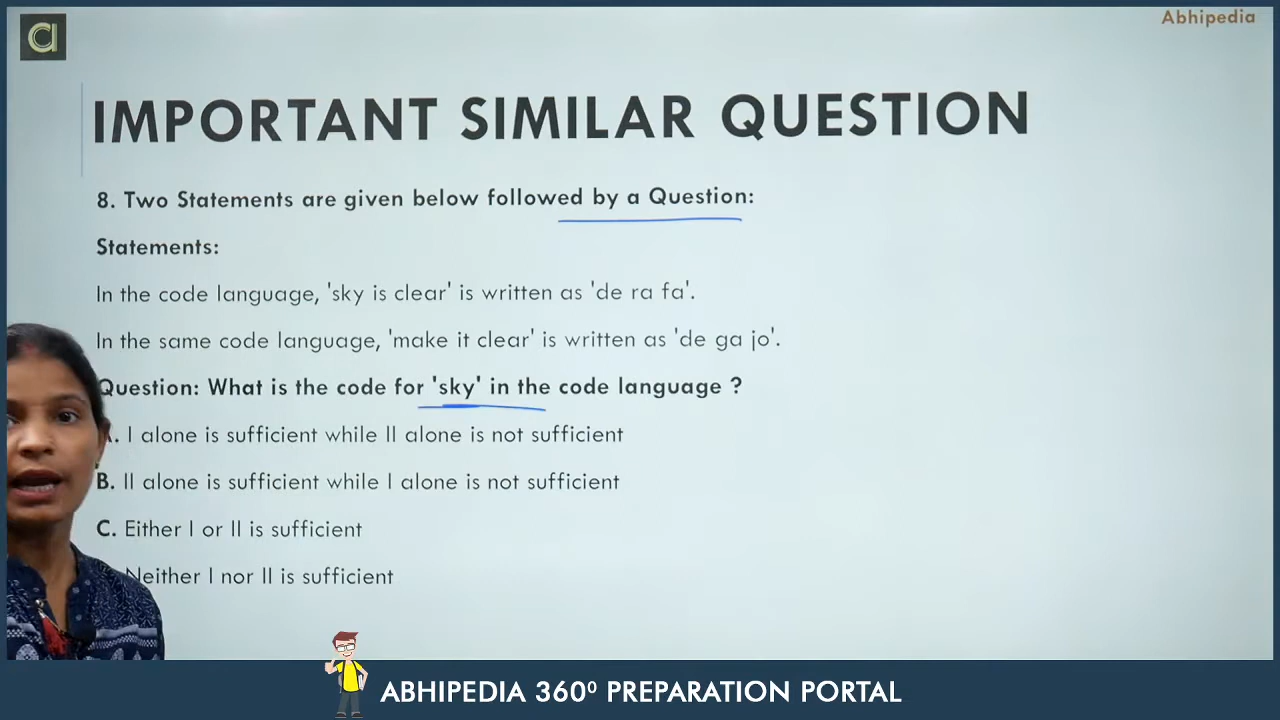 Abhipedia
IMPORTANT SIMILAR QUESTION
8. Two Statements are given below followed by a Question:
Statements:
In the code language, 'sky is clear' is written as 'de ra fa'.
In the same code language, 'make it clear' is written as 'de ga jo'.
Question: What is the code for 'sky' in the code language ?
A. I alone is sufficient while II alone is not sufficient
B. II alone is sufficient while I alone is not sufficient
C. Either I or II is sufficient
Neither I nor II is sufficient
ABHIPEDIA 360⁰ PREPARATION PORTAL